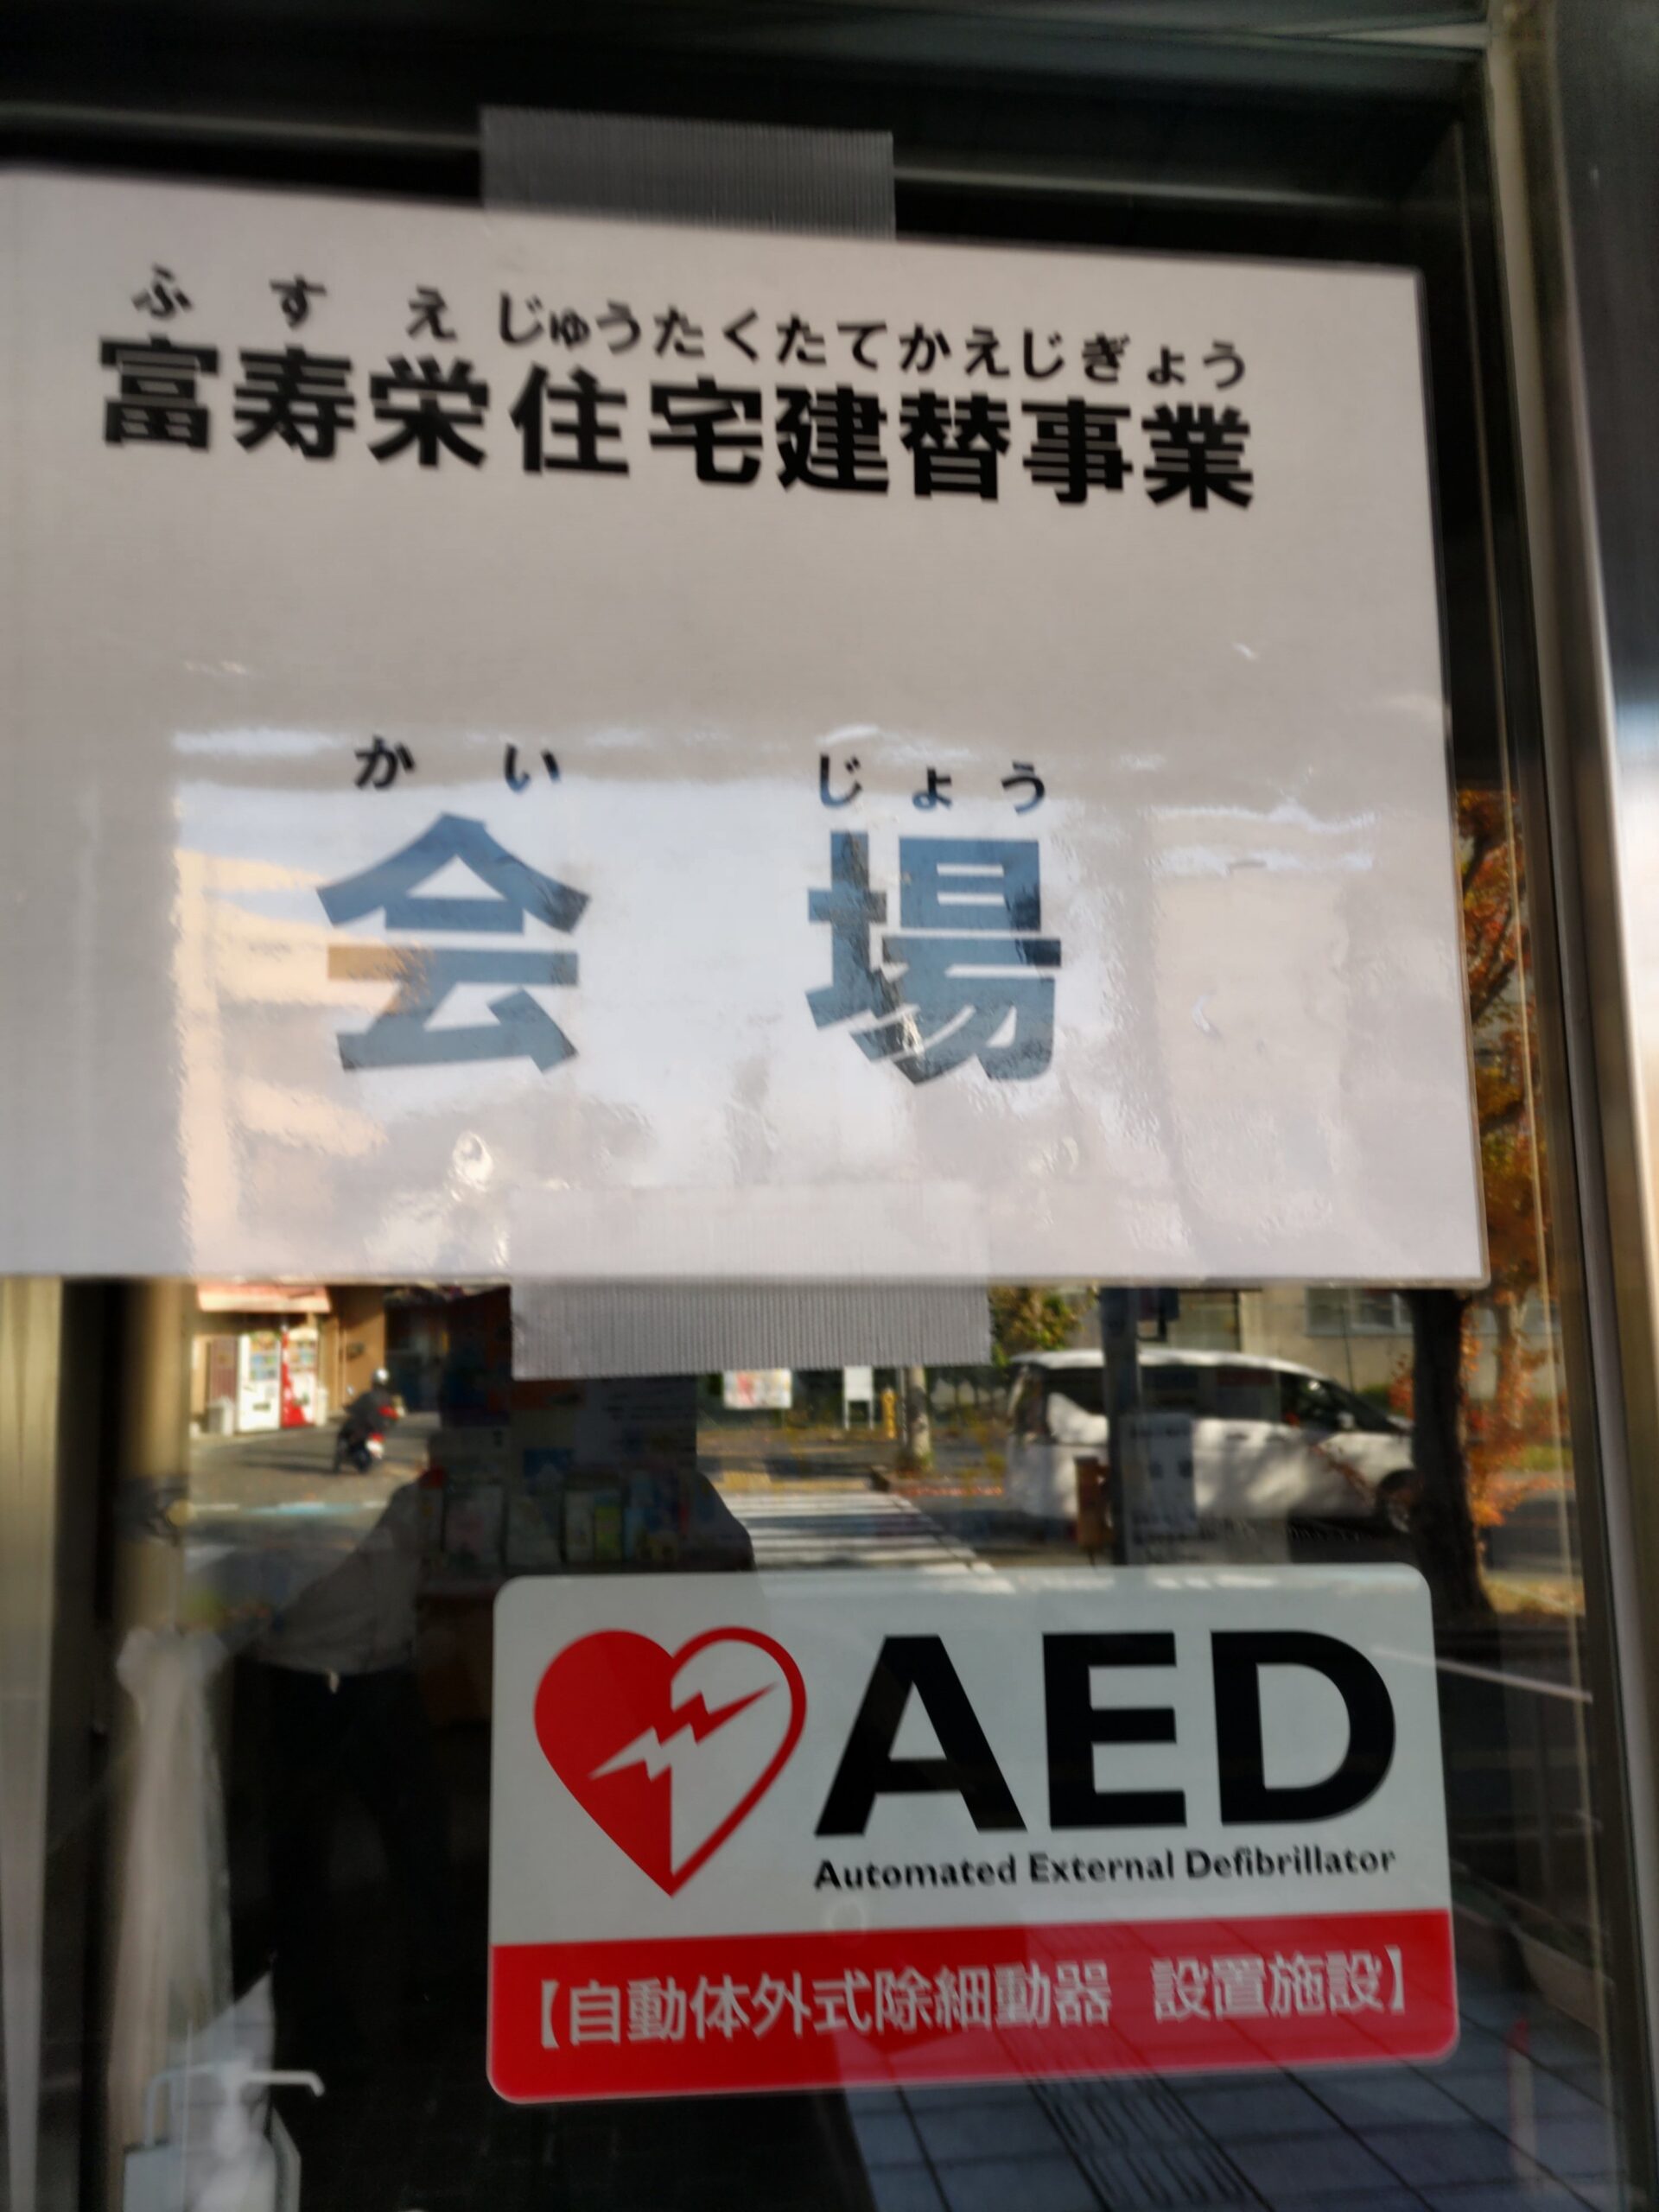 ふすえじゅうたくたてかえじぎょう
富寿栄住宅建替事業
かいじょう
会場
AED
Automated External Defibrillator
【自動体外式除細動器 設置施設】